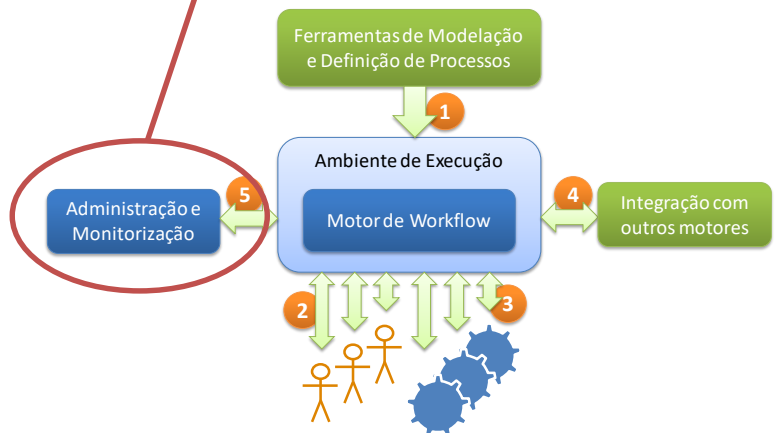 Ferramentas de Modelação
e Definição de Processos
1
Ambiente de Execução
5
4
Administração e
Monitorização
Motor de Workflow
Integração com
outros motores
2
3